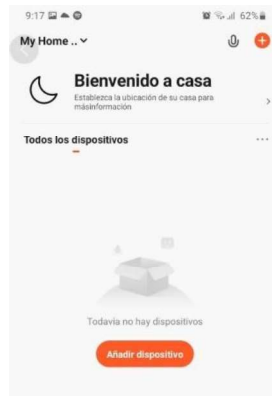 9:17 62%
My Home ..
Bienvenido a casa
Establezca la ubicación de su casa para
másinformación
Todos los dispositivos
Todavía no hay dispositivos
Añadir dispositivo